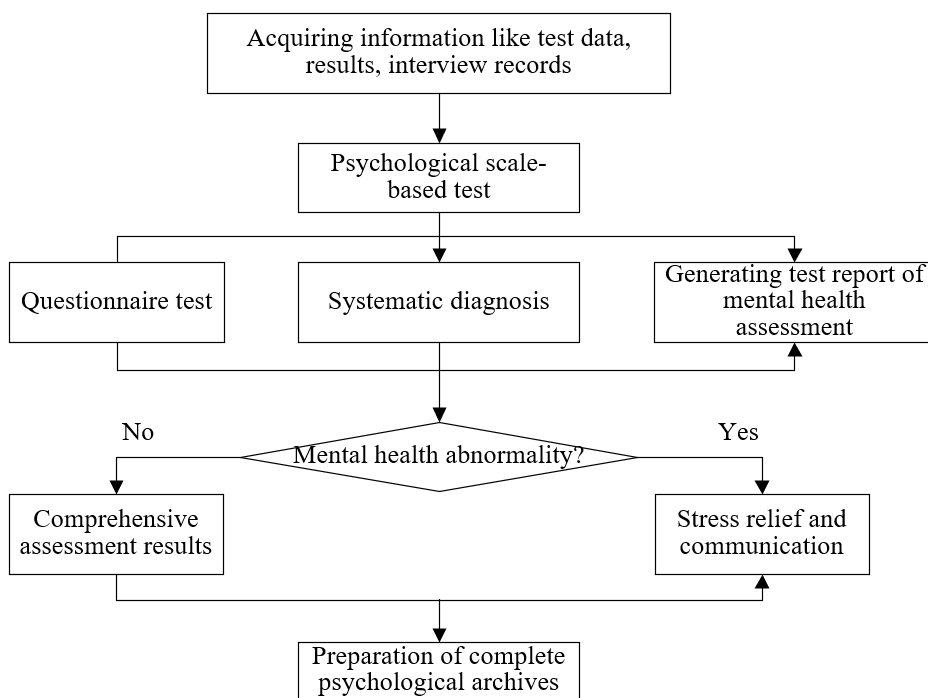 Acquiring information like test data,
results, interview records
Psychological scale-
based test
Questionnaire test
Systematic diagnosis
Generating test report of
mental health
assessment
No
Yes
Mental health abnormality?
Comprehensive
assessment results
Stress relief and
communication
Preparation of complete
psychological archives